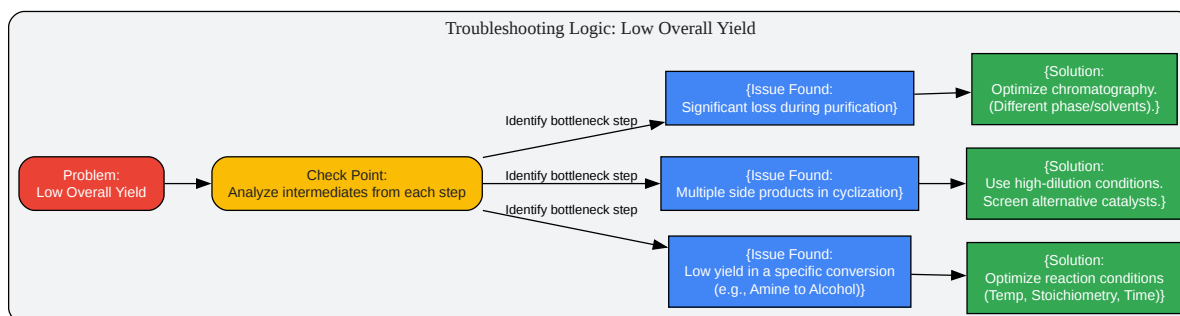 Troubleshooting Logic: Low Overall Yield
Problem:
Low Overall Yield
Check Point:
Analyze intermediates from each step
Identify bottleneck step
{Issue Found:
Significant loss during purification}
{Solution:
Optimize chromatography.
(Different phase/solvents).}
Identify bottleneck step
{Issue Found:
Multiple side products in cyclization}
{Solution:
Use high-dilution conditions.
Screen alternative catalysts.}
Identify bottleneck step
{Issue Found:
Low yield in a specific conversion
(e.g., Amine to Alcohol)}
{Solution:
Optimize reaction conditions
(Temp, Stoichiometry, Time)}